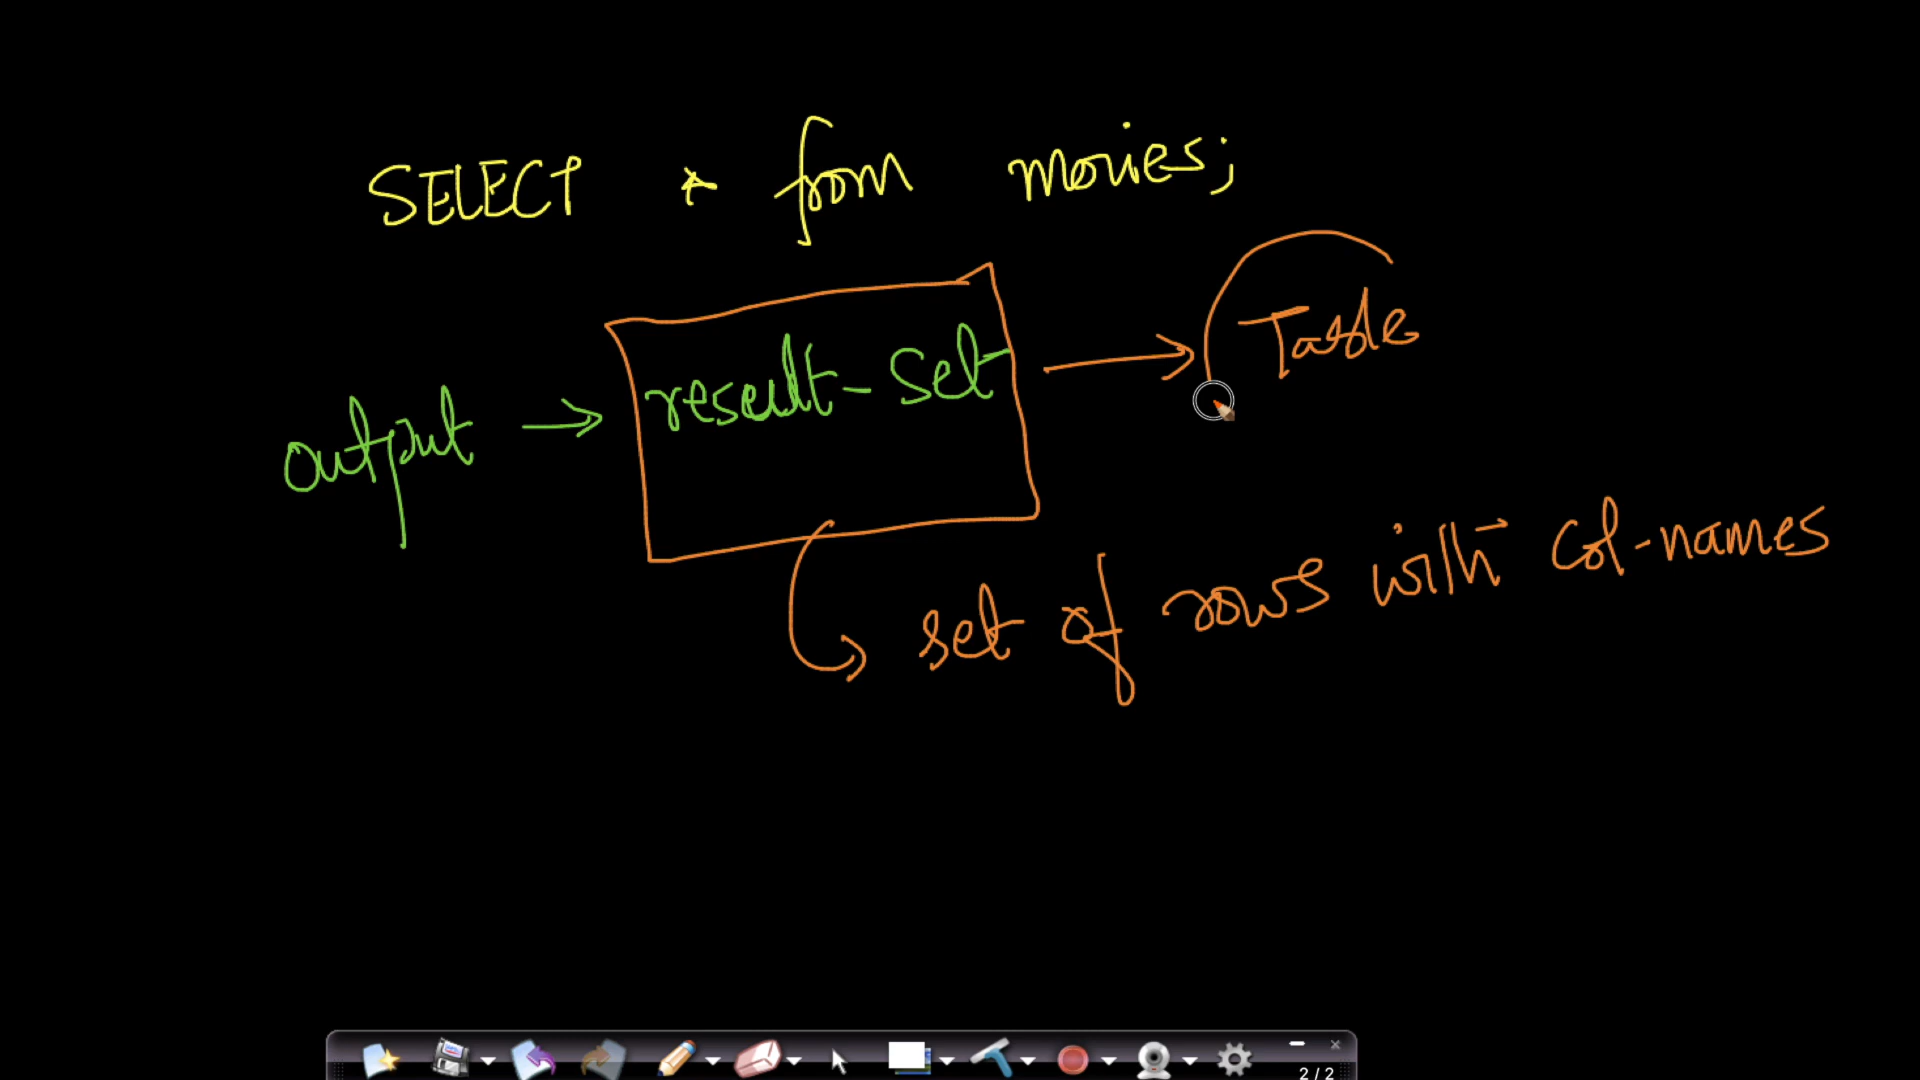 SELECT * from movies;
output → result-set → Table
set of rows with col-names
2/2